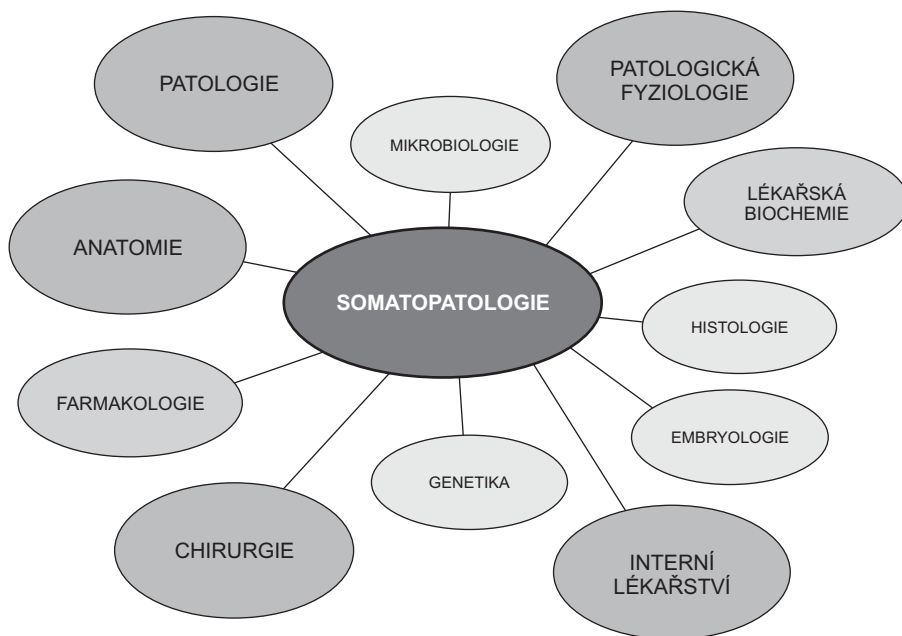 PATOLOGIE
PATOLOGICKÁ
FYZIOLOGIE
MIKROBIOLOGIE
LÉKAŘSKÁ
BIOCHEMIE
ANATOMIE
SOMATOPATOLOGIE
HISTOLOGIE
FARMAKOLOGIE
EMBRYOLOGIE
GENETIKA
CHIRURGIE
INTERNÍ
LÉKAŘSTVÍ